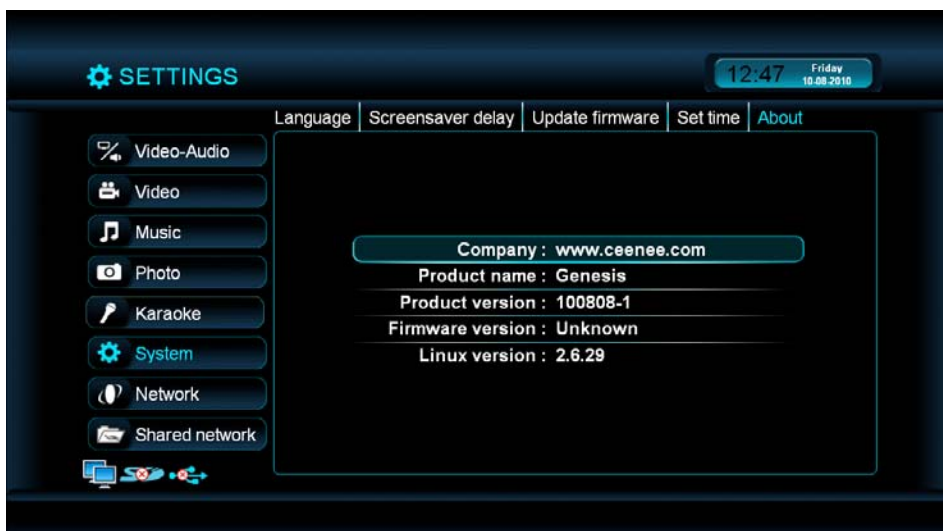 SETTINGS
12:47 Friday
10-08-2010
Language Screensaver delay Update firmware Set time About
Video-Audio
Video
Music
Photo
Karaoke
System
Network
Shared network
Company : www.ceenee.com
Product name : Genesis
Product version : 100808-1
Firmware version : Unknown
Linux version : 2.6.29